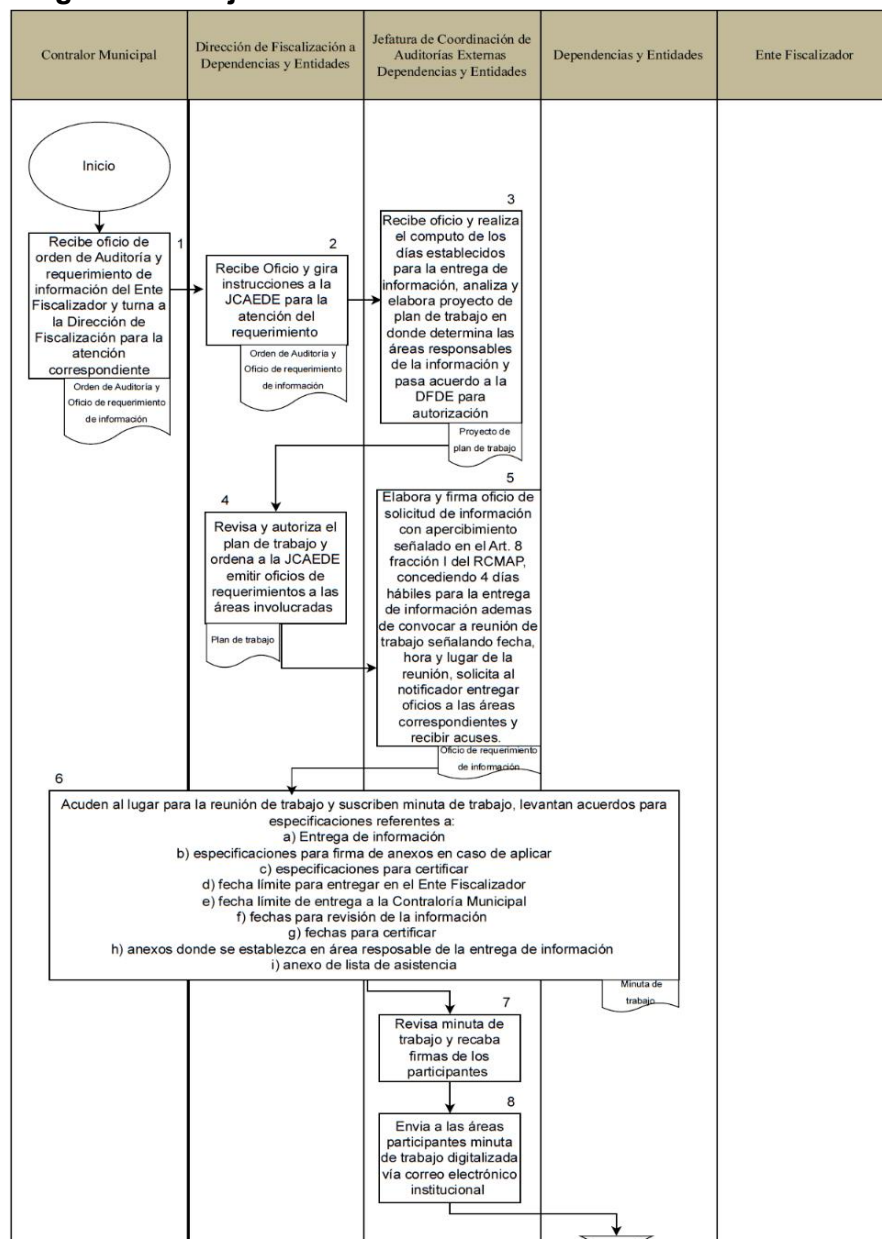 Contralor Municipal
Dirección de Fiscalización a
Dependencias y Entidades
Jefatura de Coordinación de
Auditorías Externas
Dependencias y Entidades
Dependencias y Entidades
Ente Fiscalizador
Inicio
1
Recibe oficio de
orden de Auditoría y
requerimiento de
información del Ente
Fiscalizador y turna a
la Dirección de
Fiscalización para la
atención
correspondiente
Orden de Auditoría y
Oficio de requerimiento
de información
2
Recibe Oficio y gira
instrucciones a la
JCAEDE para la
atención del
requerimiento
Orden de Auditoría y
Oficio de requerimiento
de información
3
Recibe oficio y realiza
el computo de los
días establecidos
para la entrega de
información, analiza y
elabora proyecto de
plan de trabajo en
donde determina las
áreas responsables
de la información y
pasa acuerdo a la
DFDE para
autorización
Proyecto de
plan de trabajo
4
Revisa y autoriza el
plan de trabajo y
ordena a la JCAEDE
emitir oficios de
requerimientos a las
áreas involucradas
Plan de trabajo
5
Elabora y firma oficio de
solicitud de información
con apercibimiento
señalado en el Art. 8
fracción I del RCMAP,
concediendo 4 días
hábiles para la entrega
de información ademas
de convocar a reunión de
trabajo señalando fecha,
hora y lugar de la
reunión, solicita al
notificador entregar
oficios a las áreas
correspondientes y
recibir acuses.
Oficio de requerimiento
de información
6
Acuden al lugar para la reunión de trabajo y suscriben minuta de trabajo, levantan acuerdos para
especificaciones referentes a:
a) Entrega de información
b) especificaciones para firma de anexos en caso de aplicar
c) especificaciones para certificar
d) fecha límite para entregar en el Ente Fiscalizador
e) fecha límite de entrega a la Contraloría Municipal
f) fechas para revisión de la información
g) fechas para certificar
h) anexos donde se establezca en área resposable de la entrega de información
i) anexo de lista de asistencia
Minuta de
trabajo
7
Revisa minuta de
trabajo y recaba
firmas de los
participantes
8
Envia a las áreas
participantes minuta
de trabajo digitalizada
vía correo electrónico
institucional